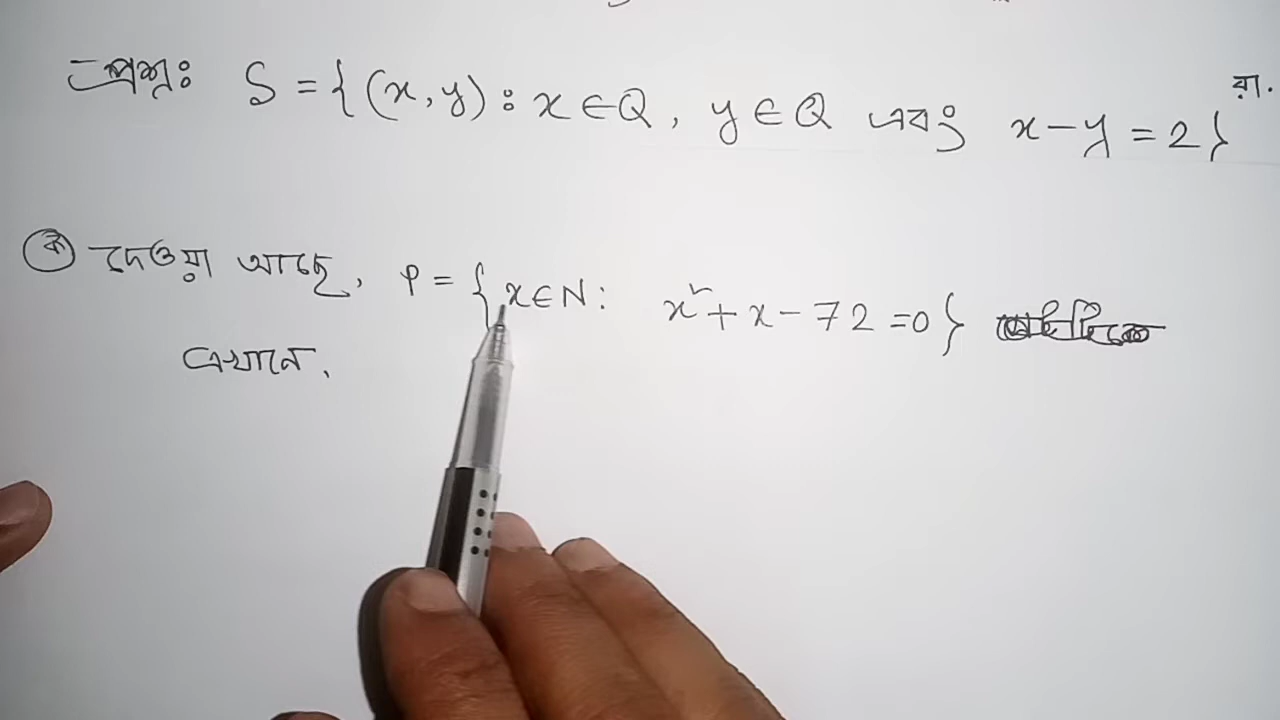 প্রশ্নঃ S = {(x, y) : x ∈ Q, y ∈ Q এবং x − y = 2}
রা.
ক দেওয়া আছে, P = {x ∈ N : x² + x − 72 = 0}
এখানে,